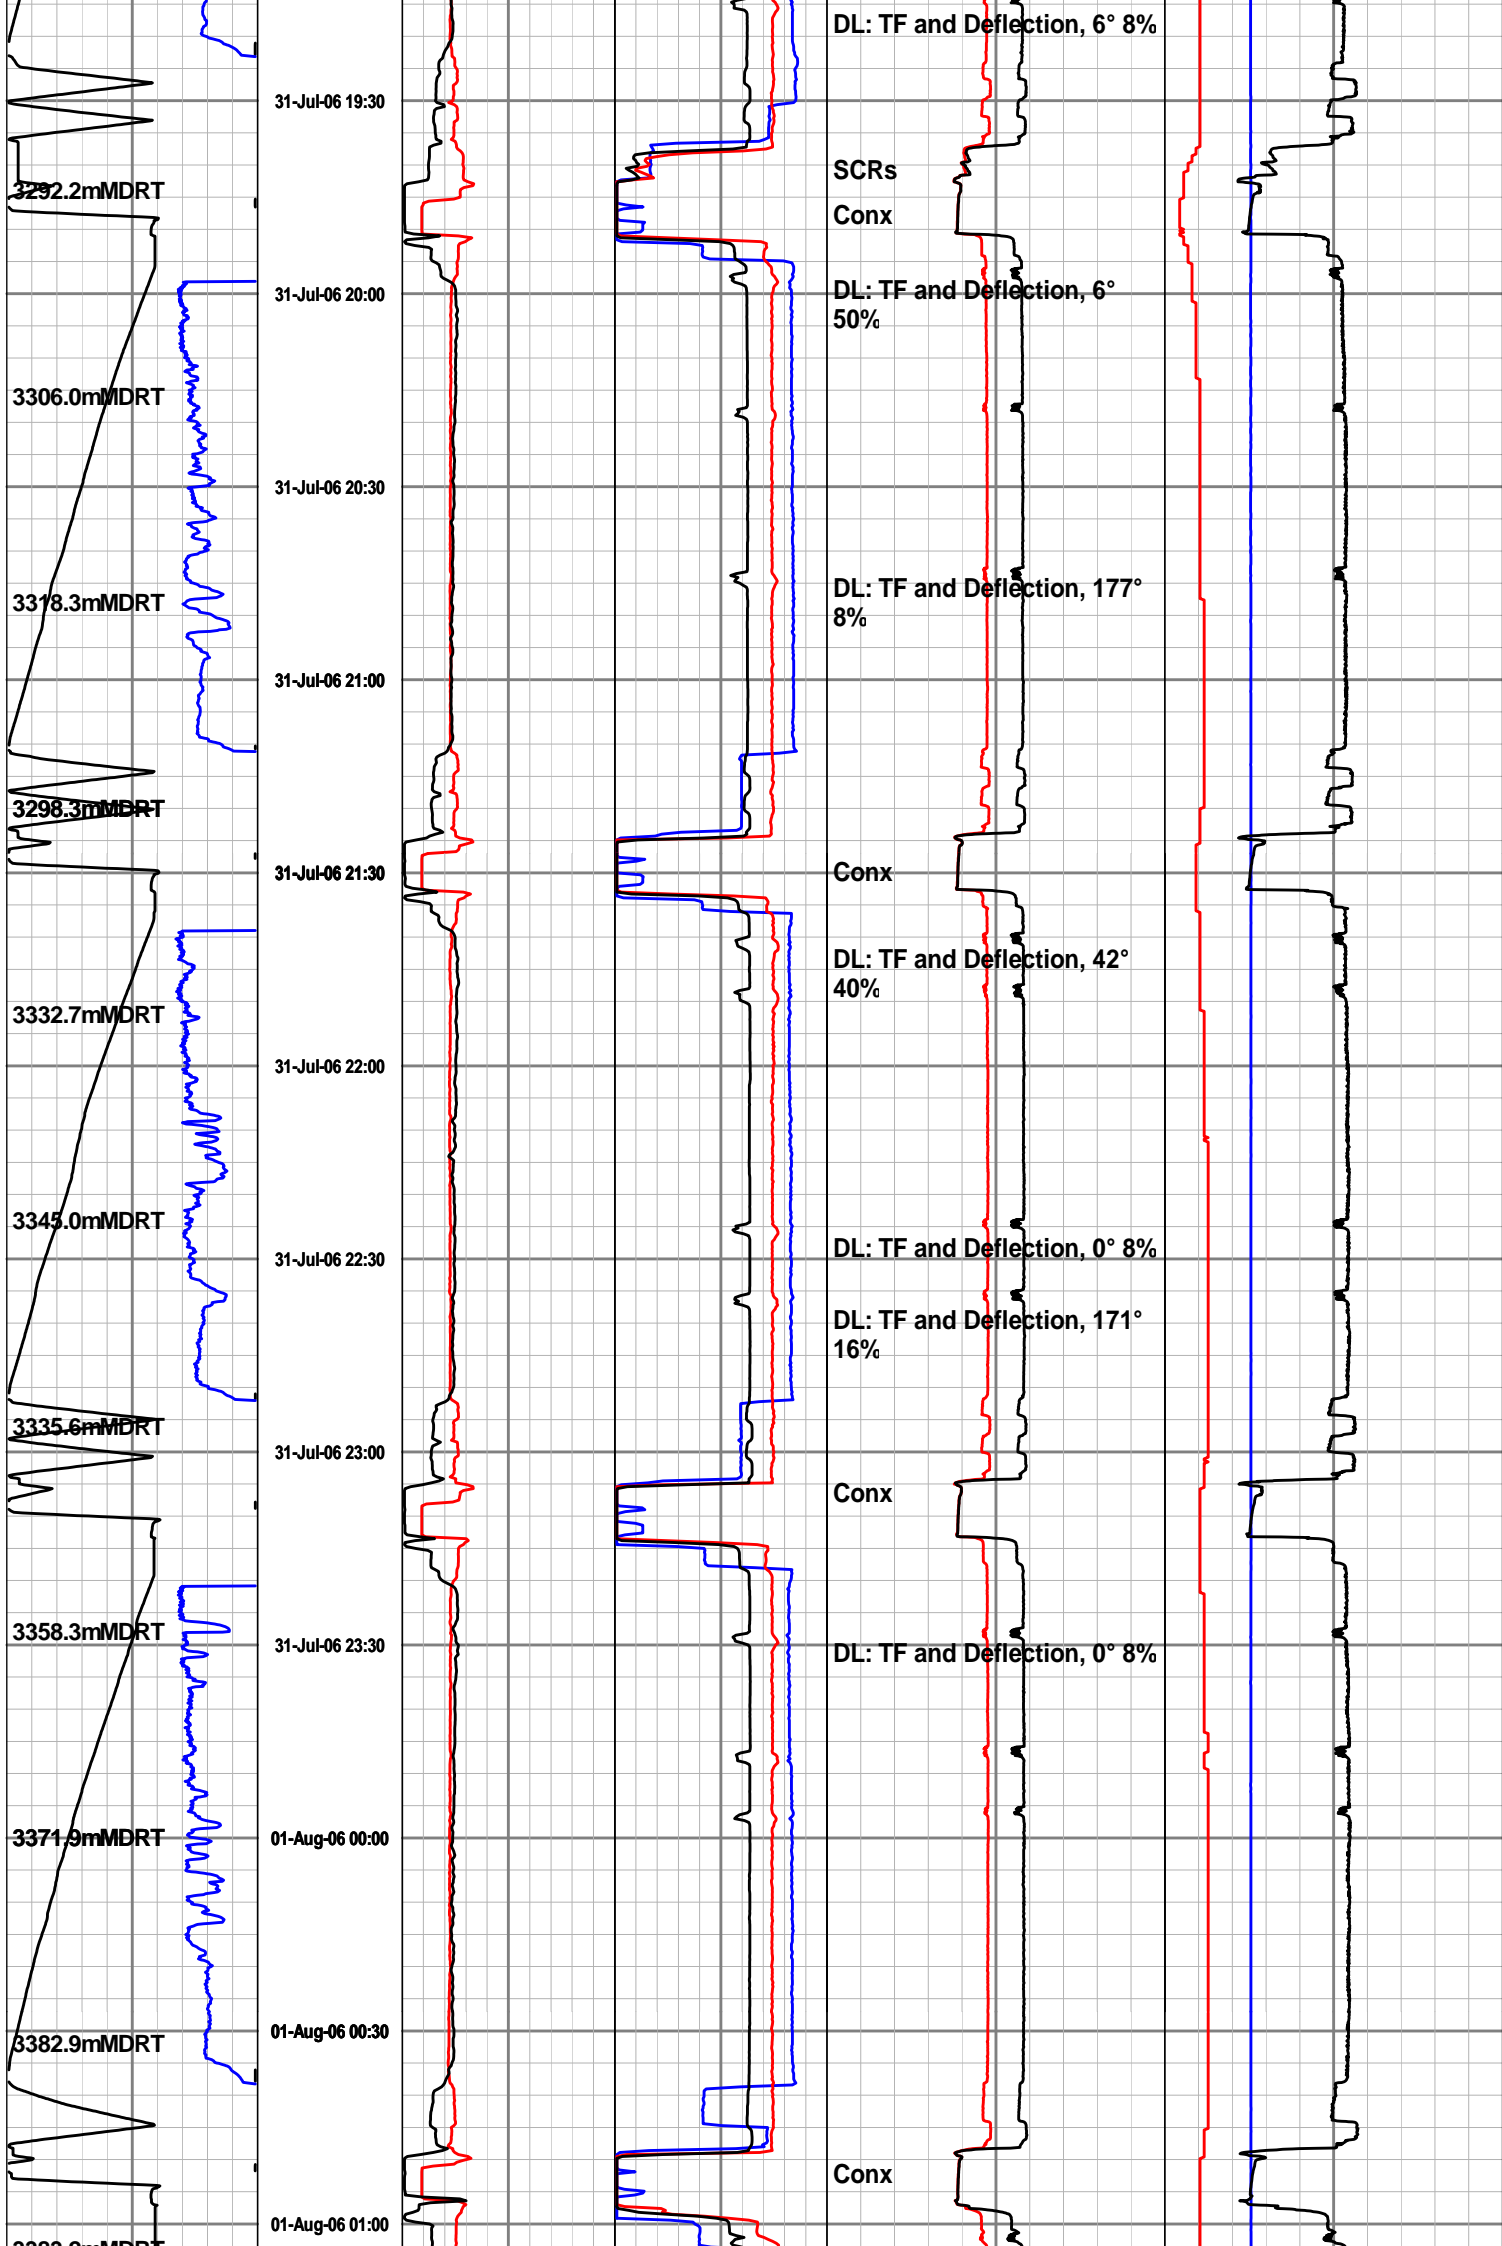 DL: TF and Deflection, 6° 8%
31-Jul-06 19:30
SCRs
3292.2mMDRT
Conx
31-Jul-06 20:00
DL: TF and Deflection, 6°
50%
3306.0mMDRT
31-Jul-06 20:30
DL: TF and Deflection, 177°
8%
3318.3mMDRT
31-Jul-06 21:00
3298.3mMDRT
31-Jul-06 21:30
Conx
DL: TF and Deflection, 42°
40%
3332.7mMDRT
31-Jul-06 22:00
3345.0mMDRT
DL: TF and Deflection, 0° 8%
31-Jul-06 22:30
DL: TF and Deflection, 171°
16%
3335.6mMDRT
31-Jul-06 23:00
Conx
3358.3mMDRT
31-Jul-06 23:30
DL: TF and Deflection, 0° 8%
3371.9mMDRT
01-Aug-06 00:00
01-Aug-06 00:30
3382.9mMDRT
Conx
01-Aug-06 01:00